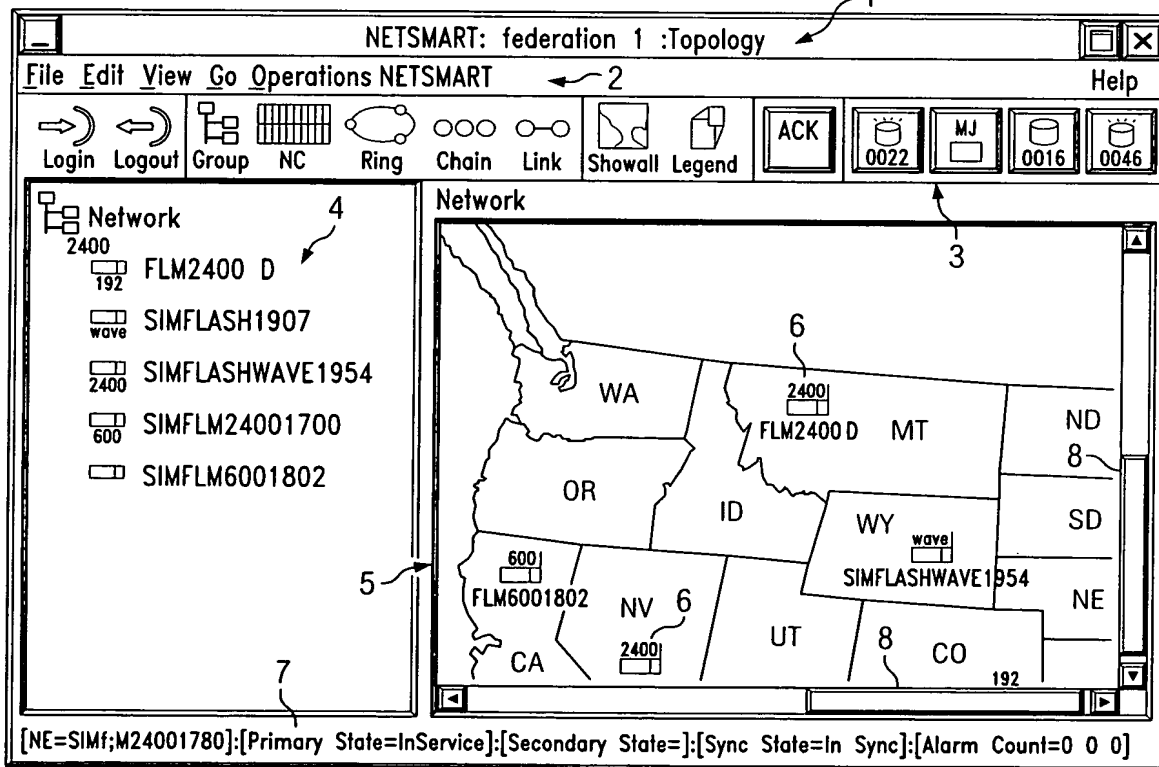 1
NETSMART: federation 1 :Topology
File Edit View Go Operations NETSMART
2
Help
Login Logout Group NC Ring Chain Link Showall Legend ACK 0022 MJ 0016 0046
3
Network
2400
4
192 FLM2400 D
wave SIMFLASH1907
2400 SIMFLASHWAVE1954
600 SIMFLM24001700
SIMFLM6001802
5
Network
WA
6
2400
FLM2400 D
MT
ND
8
OR
ID
WY
SD
wave
SIMFLASHWAVE1954
600
FLM6001802
NV
6
2400
NE
CA
UT
8
CO
192
7
[NE=SIMf;M24001780]:[Primary State=InService]:[Secondary State=]:[Sync State=In Sync]:[Alarm Count=0 0 0]